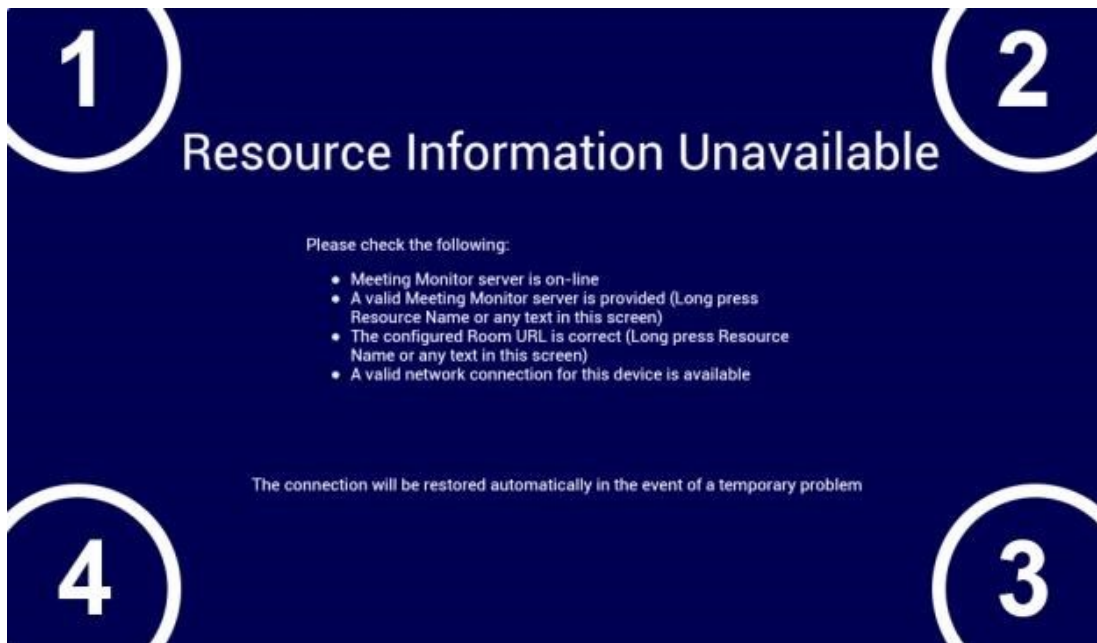 1
2
Resource Information Unavailable
Please check the following:
● Meeting Monitor server is on-line
● A valid Meeting Monitor server is provided (Long press
Resource Name or any text in this screen)
● The configured Room URL is correct (Long press Resource
Name or any text in this screen)
● A valid network connection for this device is available
The connection will be restored automatically in the event of a temporary problem
4
3